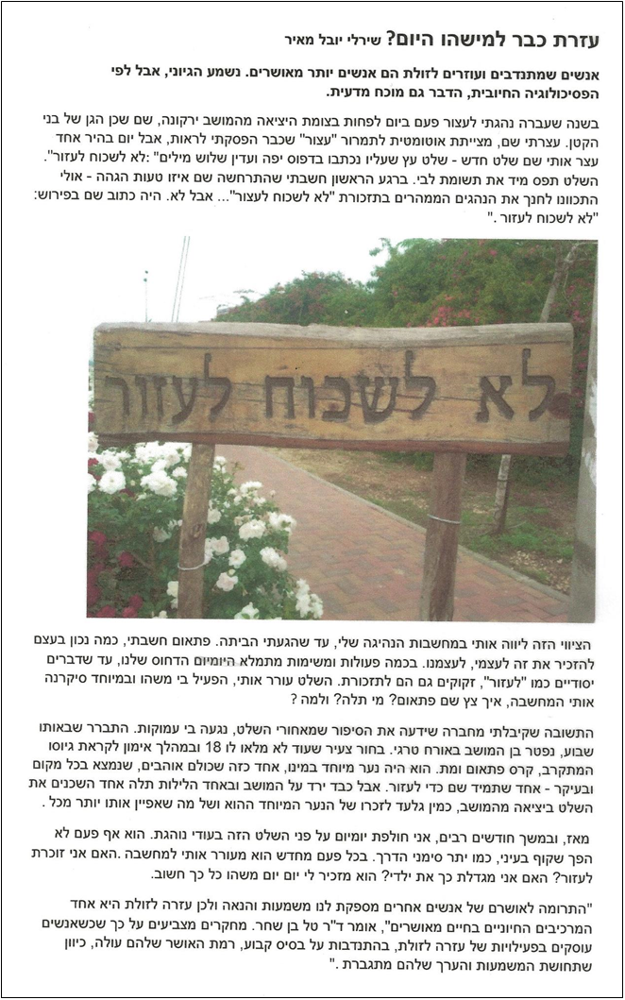 עזרת כבר למישהו היום? שירלי יובל מאיר
אנשים שמתנדבים ועוזרים לזולת הם אנשים יותר מאושרים. נשמע הגיוני, אבל לפי
הפסיכולוגיה החיובית, הדבר גם מוכח מדעית.
בשנה שעברה נהגתי לעצור פעם ביום לפחות בצומת היציאה מהמושב ירקונה, שם שכן הגן של בני
הקטן. עצרתי שם, מצייתת אוטומטית לתמרור "עצור" שכבר הפסקתי לראות, אבל יום בהיר אחד
עצר אותי שם שלט חדש - שלט עץ שעליו נכתבו בדפוס יפה ועדין שלוש מילים" :לא לשכוח לעזור".
השלט תפס מיד את תשומת לבי. ברגע הראשון חשבתי שהתרחשה שם איזו טעות הגהה - אולי
התכוונו לחנך את הנהגים הממהרים בתזכורת "לא לשכוח לעצור"... אבל לא. היה כתוב שם בפירוש:
"לא לשכוח לעזור ."
לא לשכוח לעזור
הציווי הזה ליווה אותי במחשבות הנהיגה שלי, עד שהגעתי הביתה. פתאום חשבתי, כמה נכון בעצם
להזכיר את זה לעצמי, לעצמנו. בכמה פעולות ומשימות מתמלא היומיום הדחוס שלנו, עד שדברים
יסודיים כמו "לעזור", זקוקים גם הם לתזכורת. השלט עורר אותי, הפעיל בי משהו ובמיוחד סיקרנה
אותי המחשבה, איך צץ שם פתאום? מי תלה? ולמה ?
התשובה שקיבלתי מחברה שידעה את הסיפור שמאחורי השלט, נגעה בי עמוקות. התברר שבאותו
שבוע, נפטר בן המושב באורח טרגי. בחור צעיר שעוד לא מלאו לו 18 ובמהלך אימון לקראת גיוסו
המתקרב, קרס פתאום ומת. הוא היה נער מיוחד במינו, אחד כזה שכולם אוהבים, שנמצא בכל מקום
ובעיקר - אחד שתמיד שם כדי לעזור. אבל כבד ירד על המושב ובאחד הלילות תלה אחד השכנים את
השלט ביציאה מהמושב, כמין גלעד לזכרו של הנער המיוחד ההוא ושל מה שאפיין אותו יותר מכל .
מאז, ובמשך חודשים רבים, אני חולפת יומיום על פני השלט הזה בעודי נוהגת. הוא אף פעם לא
הפך שקוף בעיני, כמו יתר סימני הדרך. בכל פעם מחדש הוא מעורר אותי למחשבה .האם אני זוכרת
לעזור? האם אני מגדלת כך את ילדי? הוא מזכיר לי יום יום משהו כל כך חשוב.
"התרומה לאושרם של אנשים אחרים מספקת לנו משמעות והנאה ולכן עזרה לזולת היא אחד
המרכיבים החיוניים בחיים מאושרים", אומר ד"ר טל בן שחר. מחקרים מצביעים על כך שכשאנשים
עוסקים בפעילויות של עזרה לזולת, בהתנדבות על בסיס קבוע, רמת האושר שלהם עולה, כיוון
שתחושת המשמעות והערך שלהם מתגברת ."